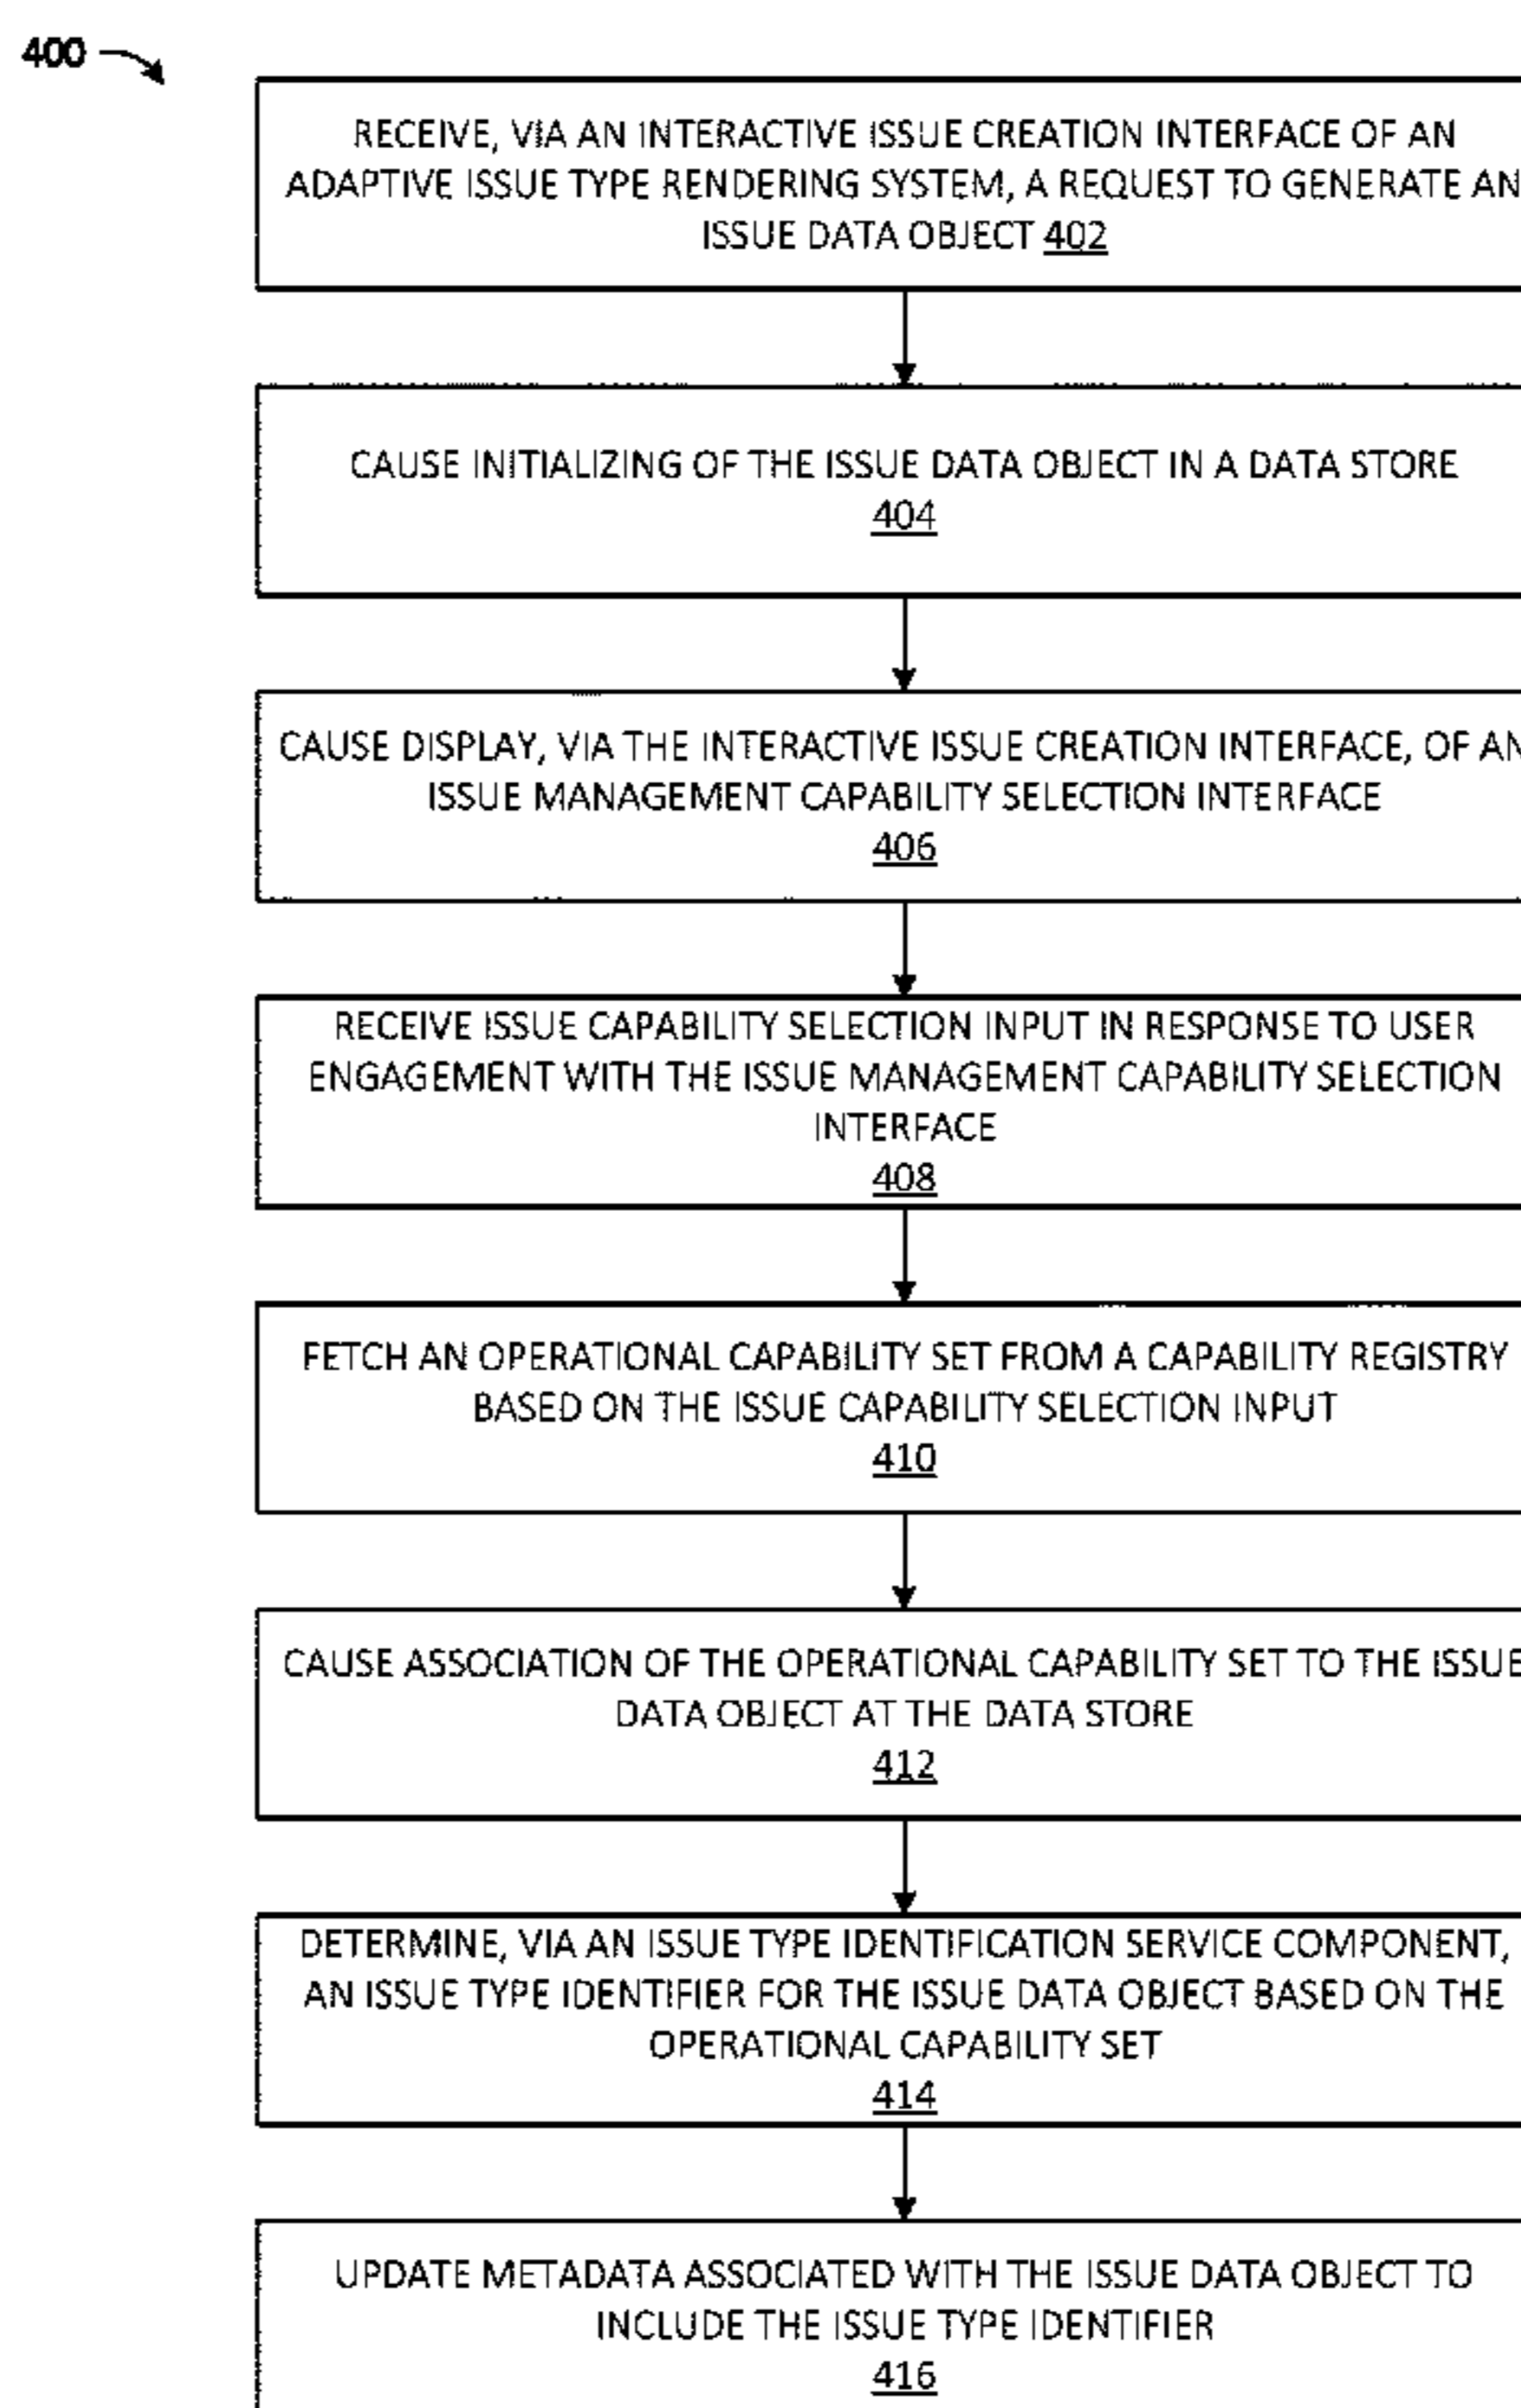 400
RECEIVE, VIA AN INTERACTIVE ISSUE CREATION INTERFACE OF AN
ADAPTIVE ISSUE TYPE RENDERING SYSTEM, A REQUEST TO GENERATE AN
ISSUE DATA OBJECT 402
CAUSE INITIALIZING OF THE ISSUE DATA OBJECT IN A DATA STORE
404
CAUSE DISPLAY, VIA THE INTERACTIVE ISSUE CREATION INTERFACE, OF AN
ISSUE MANAGEMENT CAPABILITY SELECTION INTERFACE
406
RECEIVE ISSUE CAPABILITY SELECTION INPUT IN RESPONSE TO USER
ENGAGEMENT WITH THE ISSUE MANAGEMENT CAPABILITY SELECTION
INTERFACE
408
FETCH AN OPERATIONAL CAPABILITY SET FROM A CAPABILITY REGISTRY
BASED ON THE ISSUE CAPABILITY SELECTION INPUT
410
CAUSE ASSOCIATION OF THE OPERATIONAL CAPABILITY SET TO THE ISSUE
DATA OBJECT AT THE DATA STORE
412
DETERMINE, VIA AN ISSUE TYPE IDENTIFICATION SERVICE COMPONENT,
AN ISSUE TYPE IDENTIFIER FOR THE ISSUE DATA OBJECT BASED ON THE
OPERATIONAL CAPABILITY SET
414
UPDATE METADATA ASSOCIATED WITH THE ISSUE DATA OBJECT TO
INCLUDE THE ISSUE TYPE IDENTIFIER
416